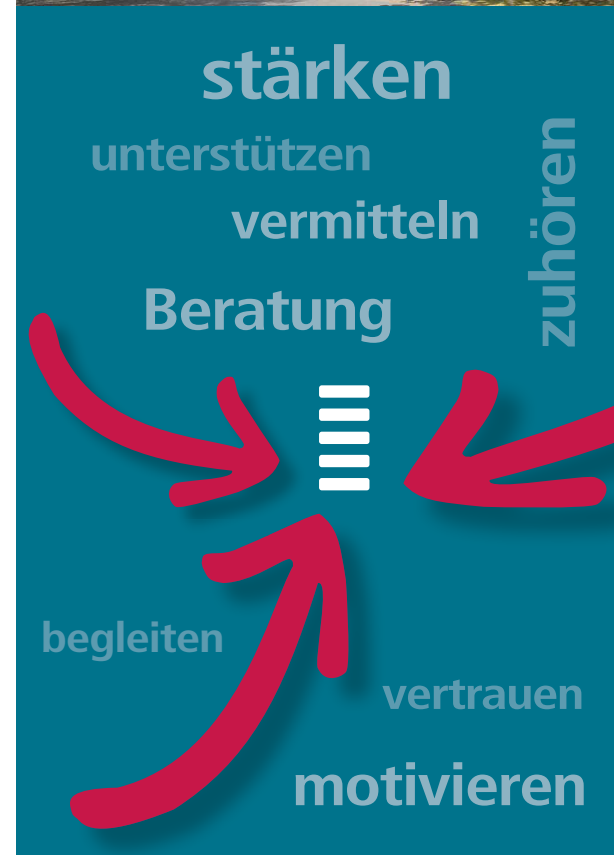 stärken
unterstützen
zuhören
vermitteln
Beratung
begleiten
vertrauen
motivieren